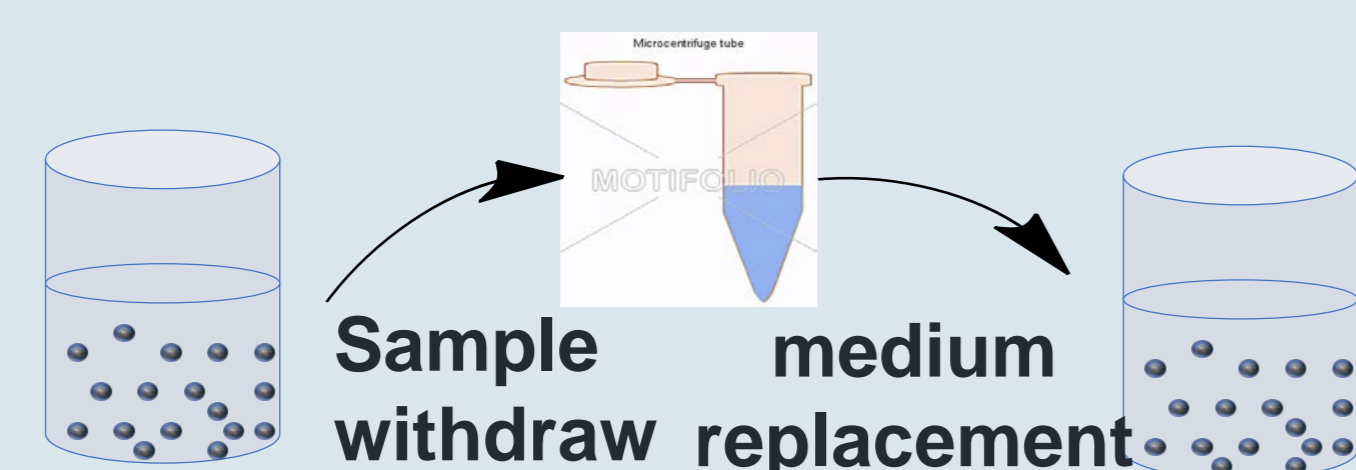 Microcentrifuge tube
MOTIFOLIO
Sample
withdraw
medium
replacement